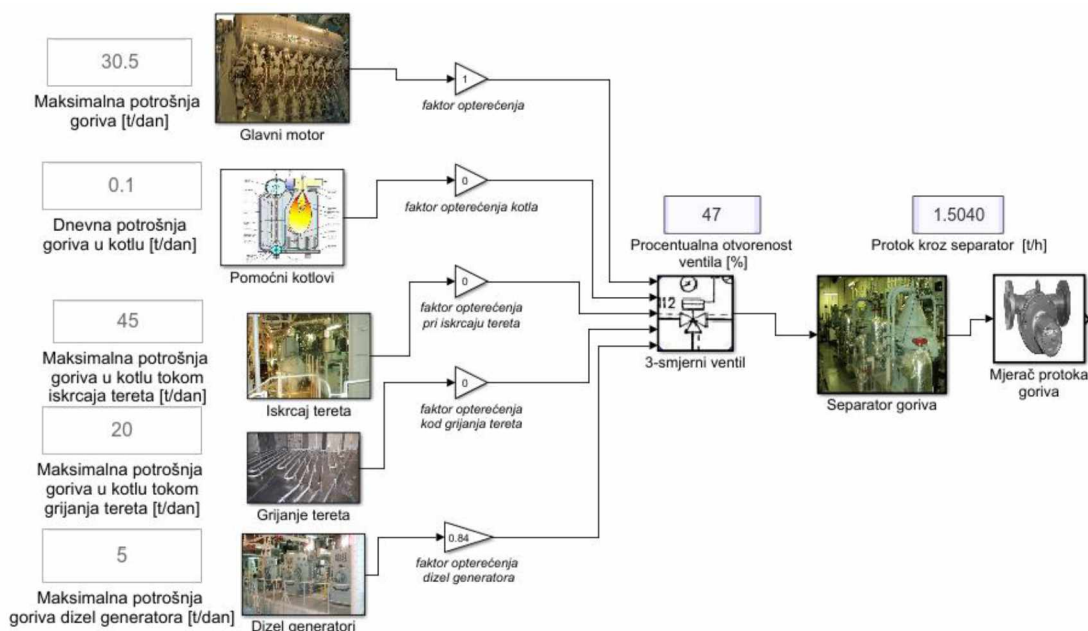 30.5
Maksimalna potrošnja
goriva [t/dan]
Glavni motor
1
faktor opterećenja
0.1
Dnevna potrošnja
goriva u kotlu [t/dan]
Pomoćni kotlovi
0
faktor opterećenja kotla
47
Procentualna otvorenost
ventila [%]
1.5040
Protok kroz separator [t/h]
45
Maksimalna potrošnja
goriva u kotlu tokom
iskrcaja tereta [t/dan]
Iskrcaj tereta
0
faktor opterećenja
pri iskrcaju tereta
3-smjerni ventil
Separator goriva
Mjerač protoka
goriva
20
Maksimalna potrošnja
goriva u kotlu tokom
grijanja tereta [t/dan]
Grijanje tereta
0
faktor opterećenja
kod grijanja tereta
5
Maksimalna potrošnja
goriva dizel generatora [t/dan]
Dizel generatori
0.84
faktor opterećenja
dizel generatora